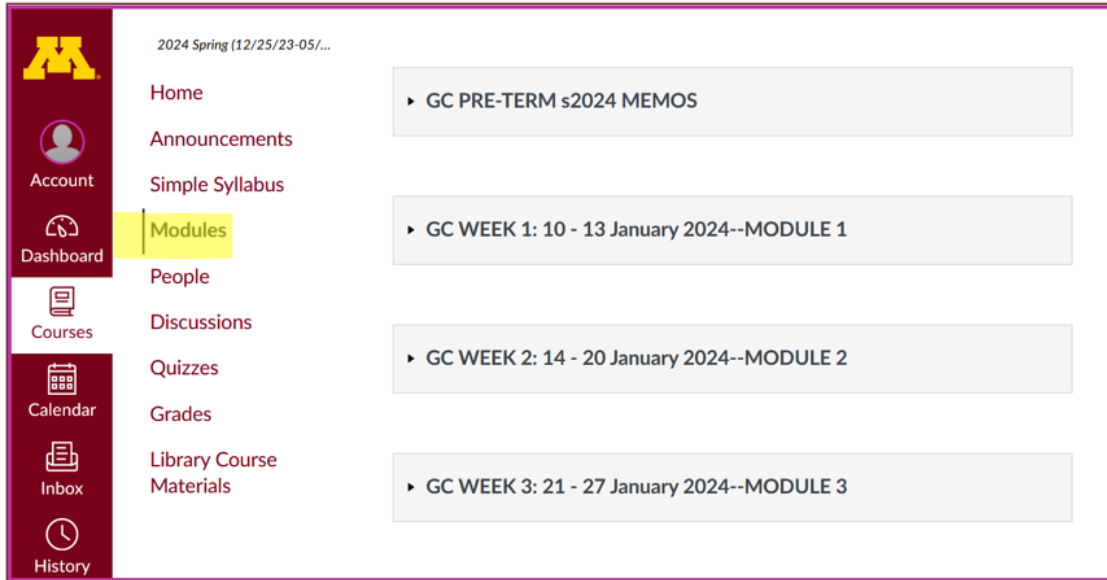 M
Account
Dashboard
Courses
Calendar
Inbox
History
2024 Spring (12/25/23-05/...
Home
Announcements
Simple Syllabus
Modules
People
Discussions
Quizzes
Grades
Library Course
Materials
GC PRE-TERM s2024 MEMOS
GC WEEK 1: 10 - 13 January 2024--MODULE 1
GC WEEK 2: 14 - 20 January 2024--MODULE 2
GC WEEK 3: 21 - 27 January 2024--MODULE 3